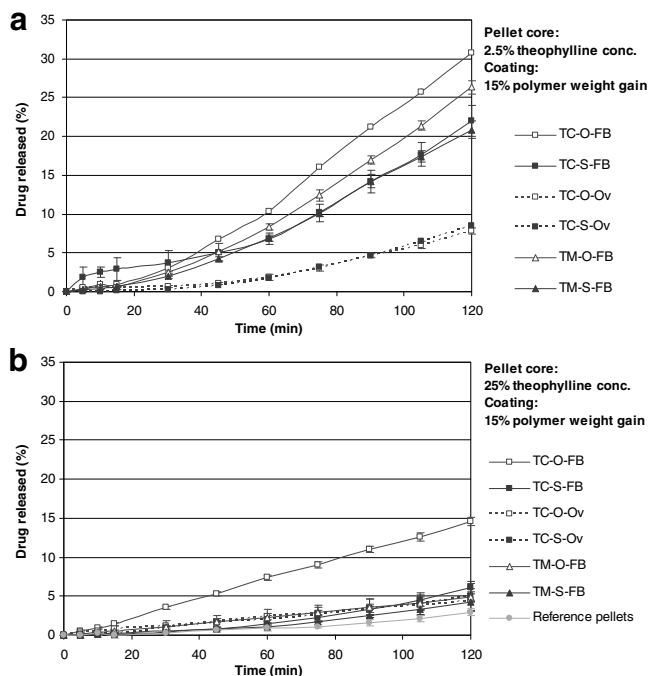 a
35
30
25
20
15
10
5
0
Drug released (%)
0 20 40 60 80 100 120
Time (min)
Pellet core:
2.5% theophylline conc.
Coating:
15% polymer weight gain
TC-O-FB
TC-S-FB
TC-O-Ov
TC-S-Ov
TM-O-FB
TM-S-FB
b
35
30
25
20
15
10
5
0
Drug released (%)
0 20 40 60 80 100 120
Time (min)
Pellet core:
25% theophylline conc.
Coating:
15% polymer weight gain
TC-O-FB
TC-S-FB
TC-O-Ov
TC-S-Ov
TM-O-FB
TM-S-FB
Reference pellets